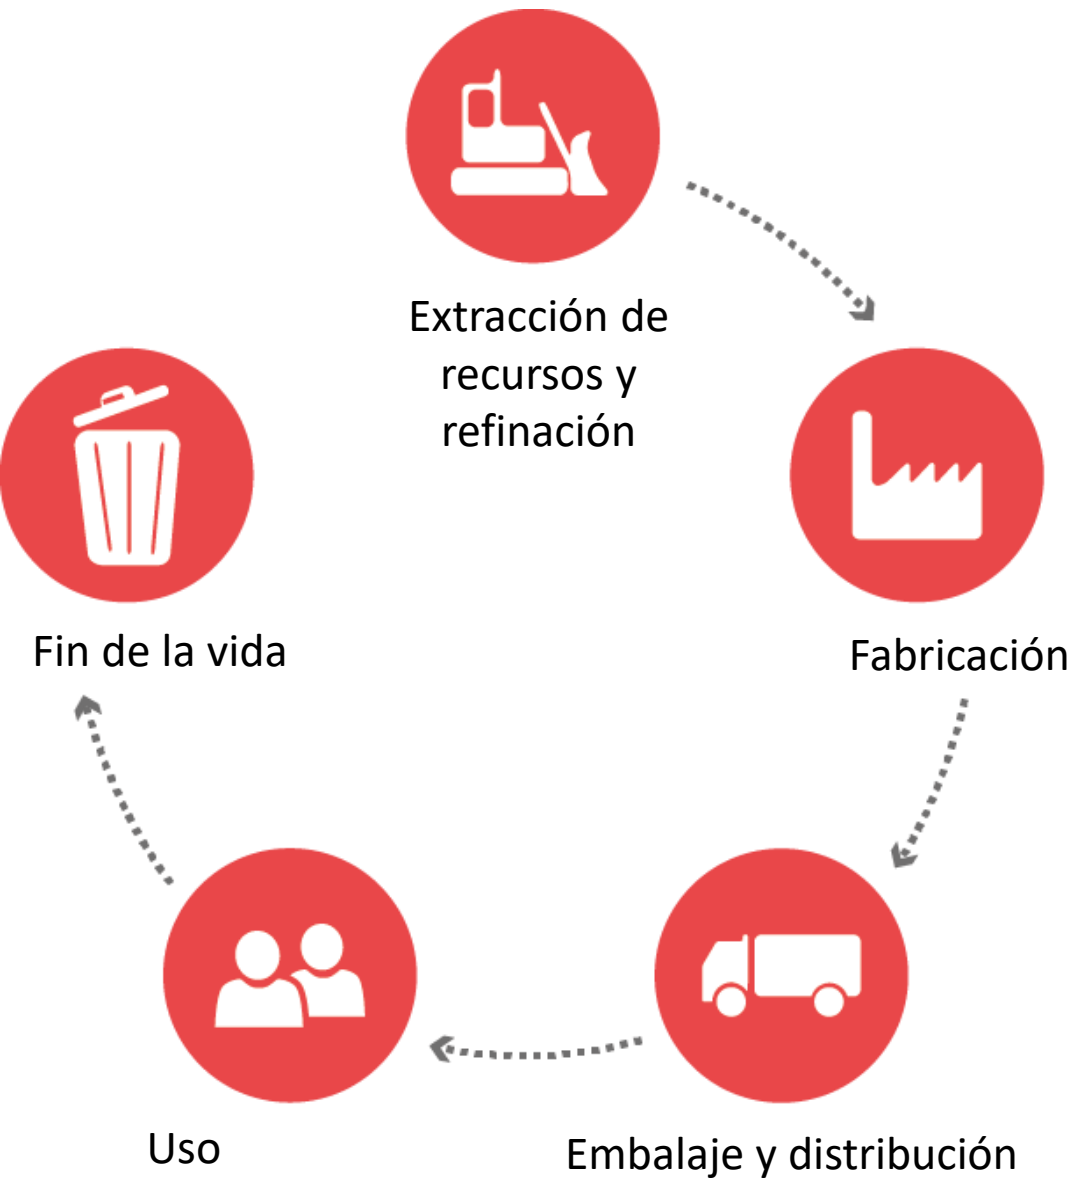 Extracción de
recursos y
refinación
Fabricación
Embalaje y distribución
Uso
Fin de la vida